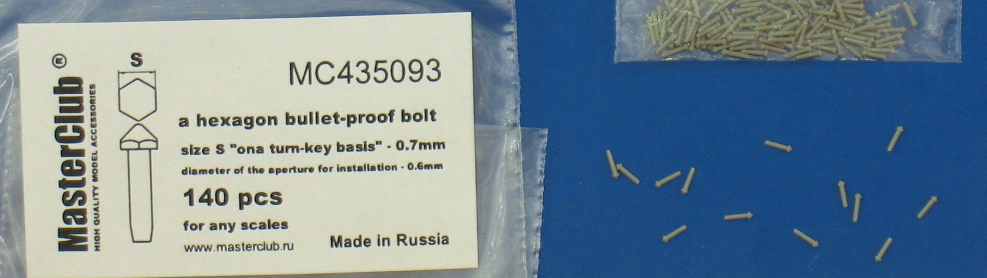 MasterClub®
HIGH QUALITY MODEL ACCESSORIES
S
MC435093
a hexagon bullet-proof bolt
size S "ona turn-key basis" - 0.7mm
diameter of the aperture for installation - 0.6mm
140 pcs
for any scales
www.masterclub.ru
Made in Russia